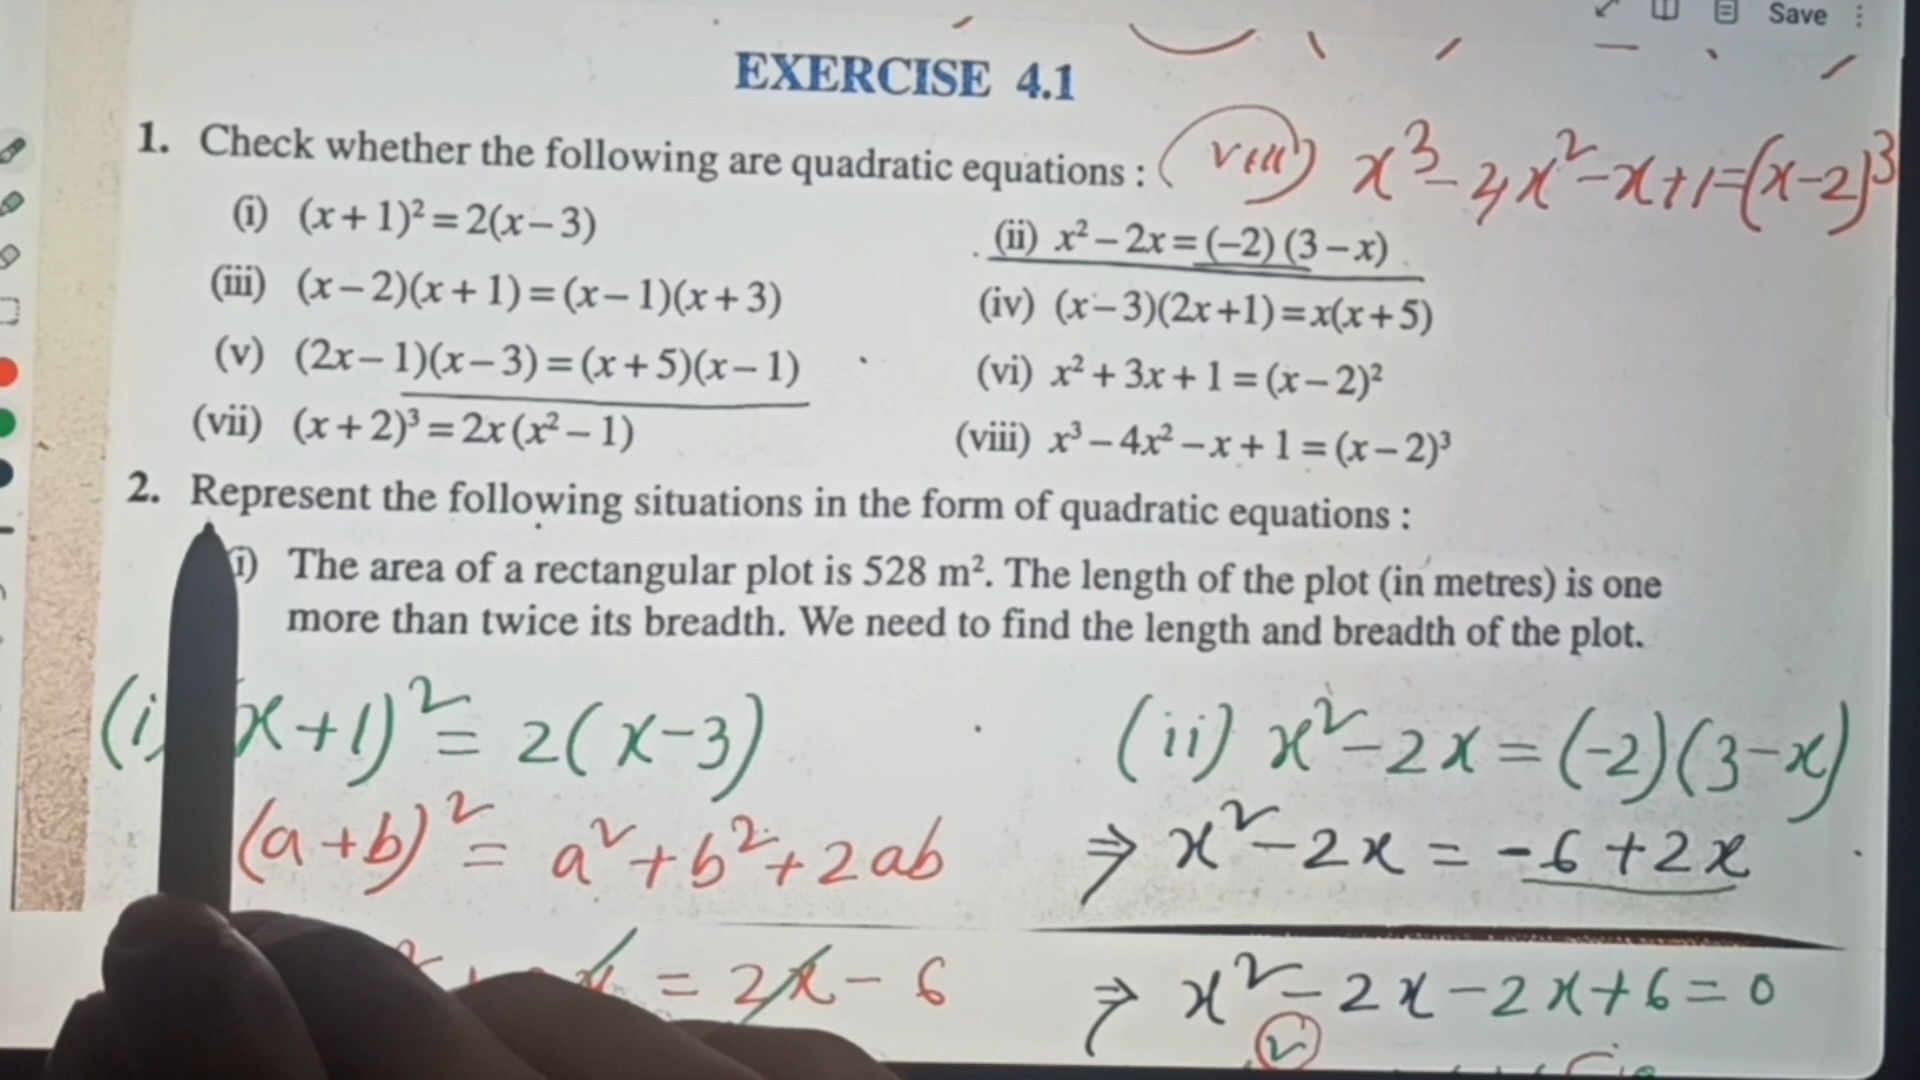 Save
EXERCISE 4.1
1. Check whether the following are quadratic equations :
(viii) x³ - 4x² - x + 1 = (x-2)³
(i) (x + 1)² = 2(x – 3)
(ii) x² – 2x = (–2) (3 – x)
(iii) (x – 2)(x + 1) = (x – 1)(x + 3)
(iv) (x – 3)(2x +1) = x(x + 5)
(v) (2x – 1)(x – 3) = (x + 5)(x – 1)
(vi) x² + 3x + 1 = (x – 2)²
(vii) (x + 2)³ = 2x (x² – 1)
(viii) x³ – 4x² – x + 1 = (x – 2)³
2. Represent the following situations in the form of quadratic equations :
i) The area of a rectangular plot is 528 m². The length of the plot (in metres) is one
more than twice its breadth. We need to find the length and breadth of the plot.
(i) x+1)² = 2(x-3)
(a+b)² = a²+b²+2ab
= 2x - 6
(ii) x²-2x = (-2)(3-x)
⇒ x²-2x = -6+2x
⇒ x²-2x-2x+6=0